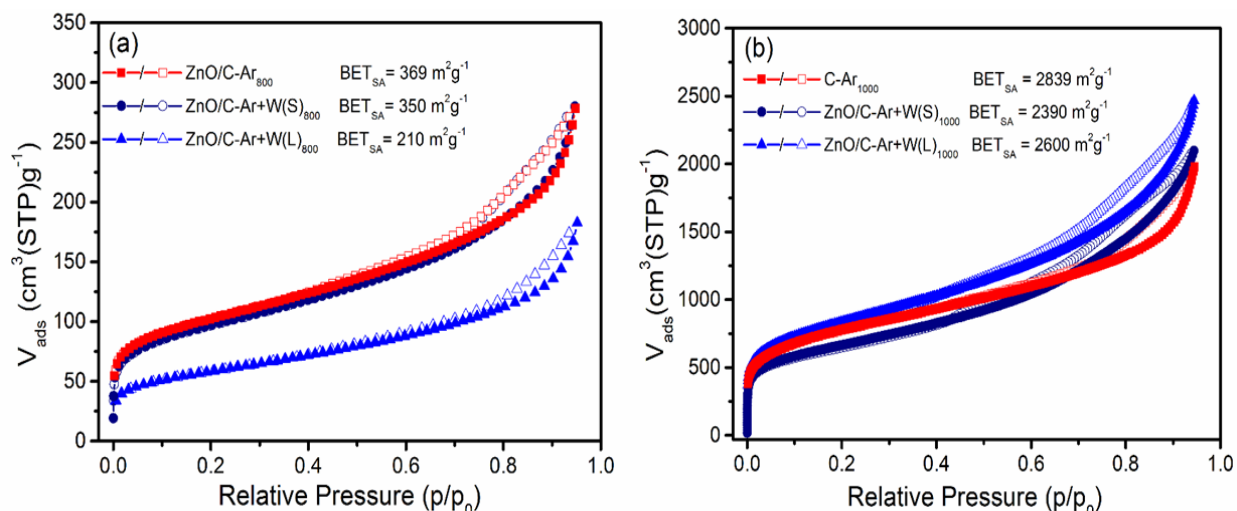 (a)
ZnO/C-Ar800 BETSA = 369 m2g-1
ZnO/C-Ar+W(S)800 BETSA = 350 m2g-1
ZnO/C-Ar+W(L)800 BETSA = 210 m2g-1
Vads (cm3(STP)g-1)
350
300
250
200
150
100
50
0
0.0 0.2 0.4 0.6 0.8 1.0
Relative Pressure (p/p0)
(b)
C-Ar1000 BETSA = 2839 m2g-1
ZnO/C-Ar+W(S)1000 BETSA = 2390 m2g-1
ZnO/C-Ar+W(L)1000 BETSA = 2600 m2g-1
Vads (cm3(STP)g-1)
3000
2500
2000
1500
1000
500
0
0.0 0.2 0.4 0.6 0.8 1.0
Relative Pressure (p/p0)